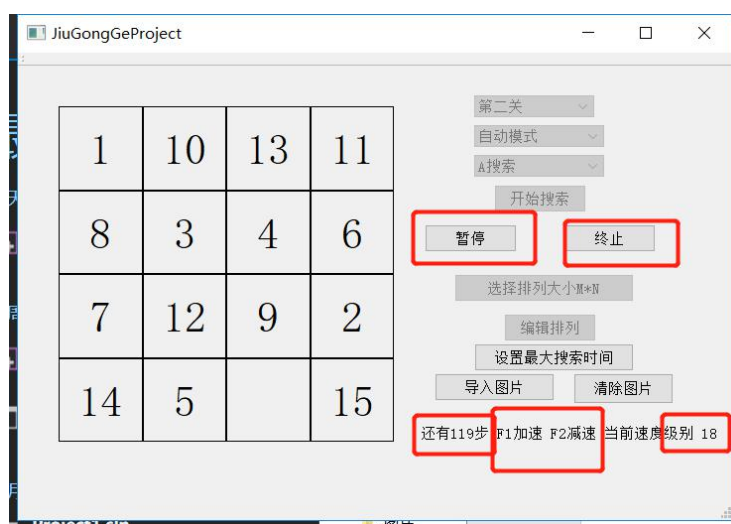 JiuGongGeProject
第二关
自动模式
A搜索
开始搜索
暂停 终止
选择排列大小M*N
编辑排列
设置最大搜索时间
导入图片 清除图片
还有119步 F1加速 F2减速 当前速度级别 18
1 10 13 11
8 3 4 6
7 12 9 2
14 5 15